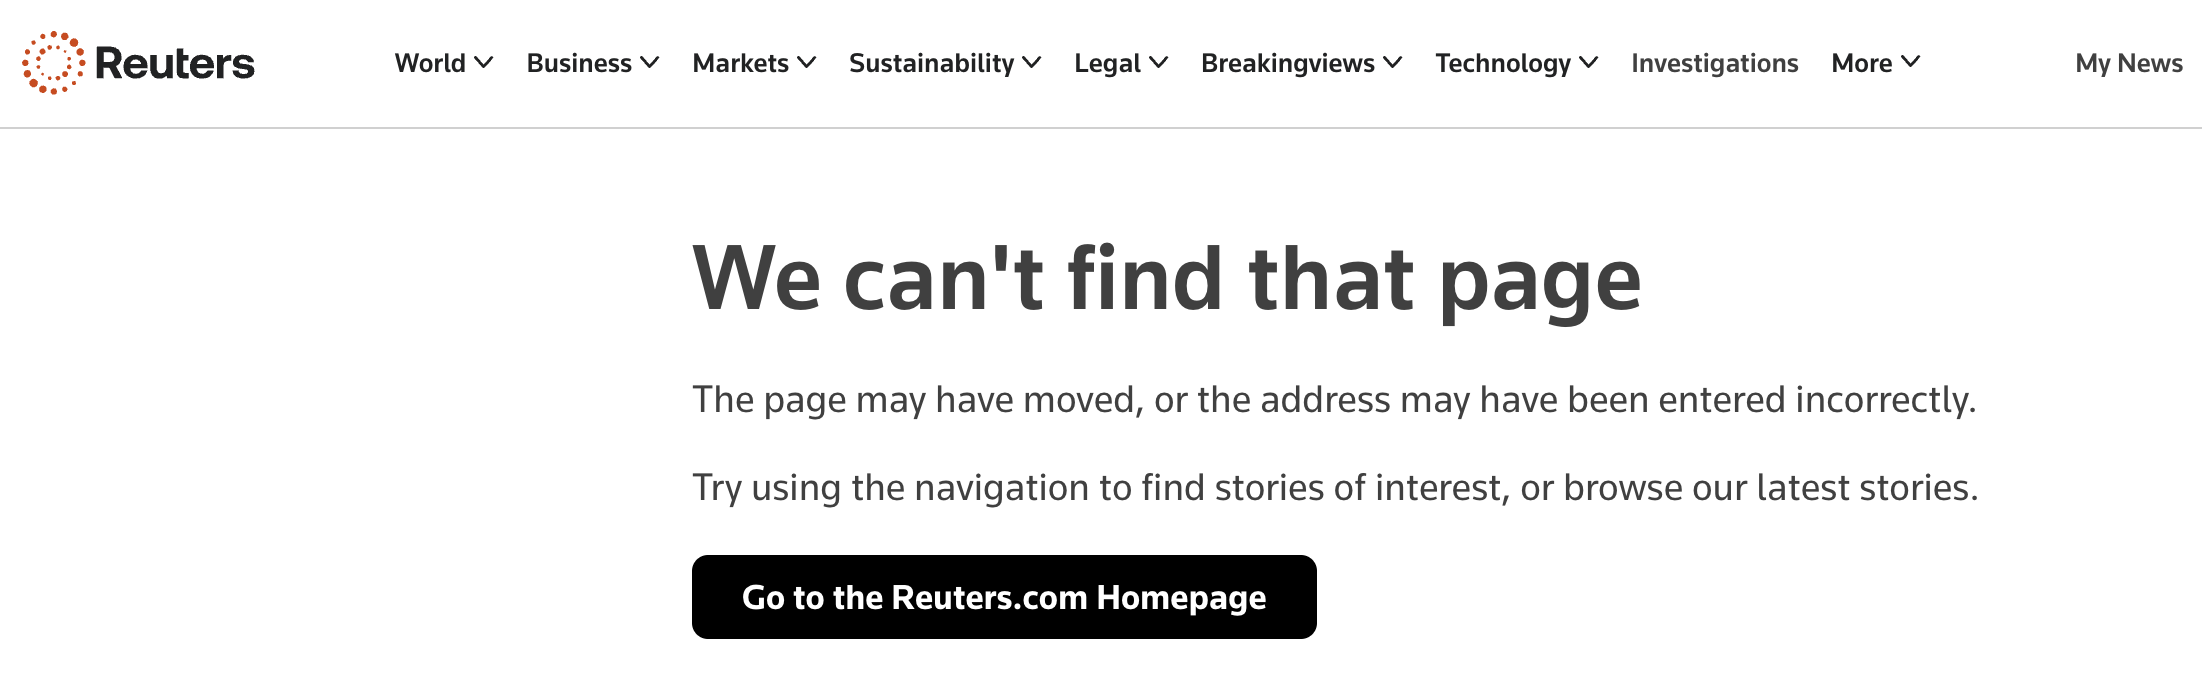 Reuters World Business Markets Sustainability Legal Breakingviews Technology Investigations More My News
We can't find that page
The page may have moved, or the address may have been entered incorrectly.
Try using the navigation to find stories of interest, or browse our latest stories.
Go to the Reuters.com Homepage